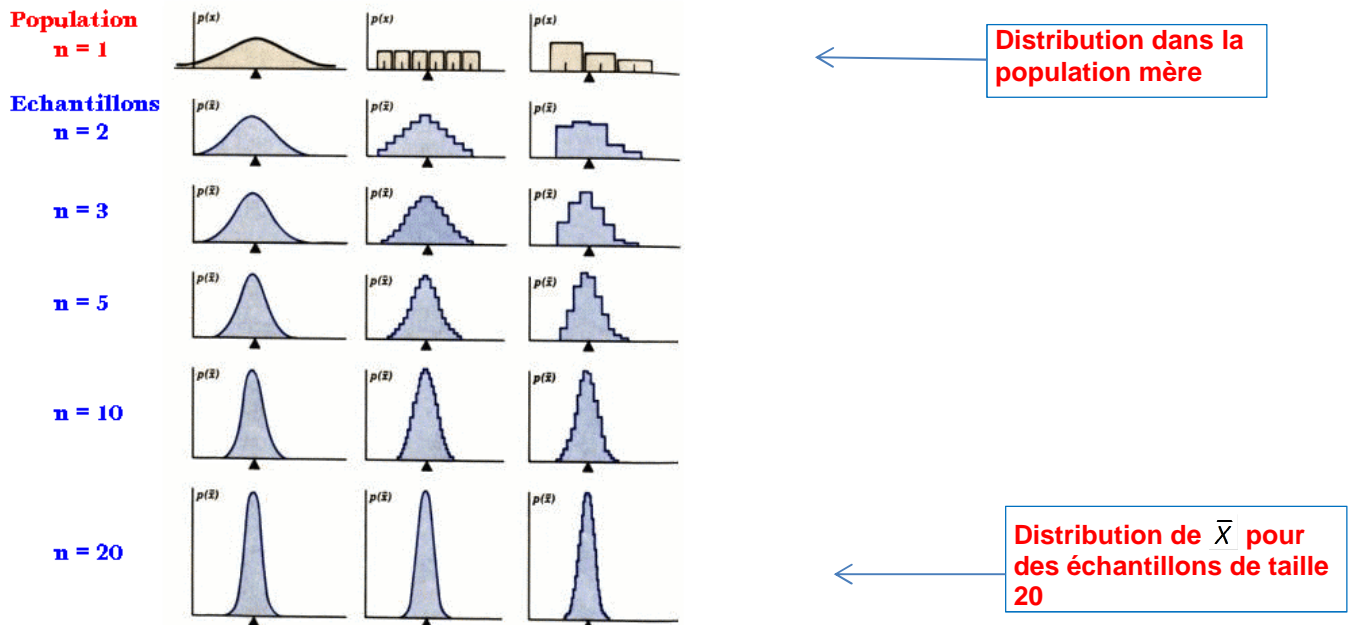 Population
n = 1
p(x)
p(x)
p(x)
Distribution dans la
population mère
Echantillons
n = 2
p(x̄)
p(x̄)
p(x̄)
n = 3
p(x̄)
p(x̄)
p(x̄)
n = 5
p(x̄)
p(x̄)
p(x̄)
n = 10
p(x̄)
p(x̄)
p(x̄)
n = 20
p(x̄)
p(x̄)
p(x̄)
Distribution de X̄ pour
des échantillons de taille
20